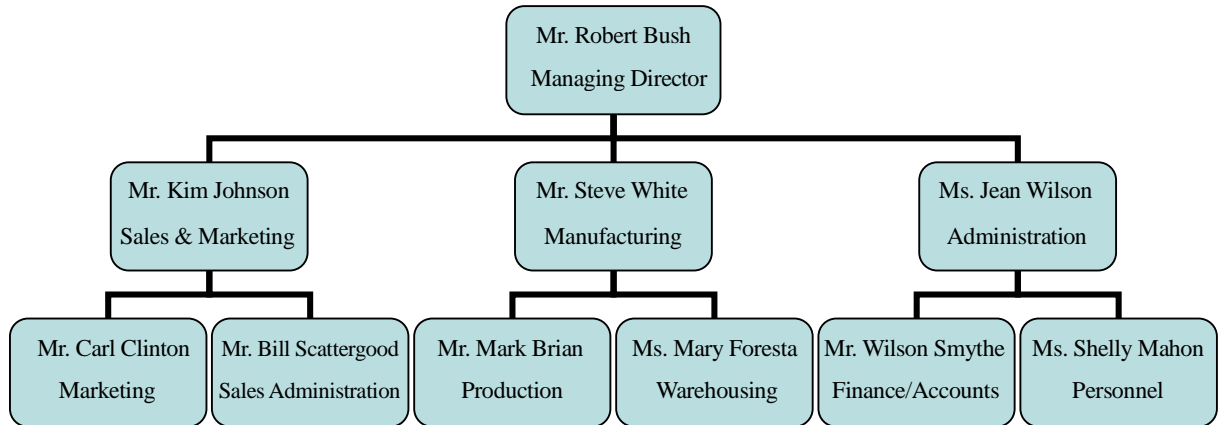 Mr. Robert Bush
Managing Director
Mr. Kim Johnson
Sales & Marketing
Mr. Steve White
Manufacturing
Ms. Jean Wilson
Administration
Mr. Carl Clinton
Marketing
Mr. Bill Scattergood
Sales Administration
Mr. Mark Brian
Production
Ms. Mary Foresta
Warehousing
Mr. Wilson Smythe
Finance/Accounts
Ms. Shelly Mahon
Personnel